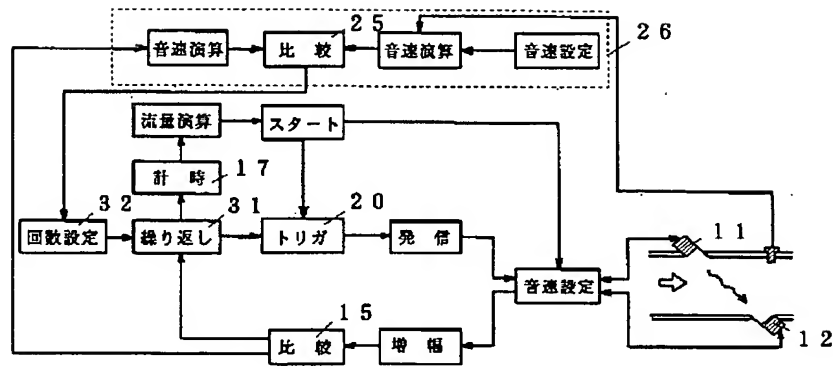 25
26
音速演算
比較
音速演算
音速設定
流量演算
スタート
計時
17
32
31
20
11
回数設定
繰り返し
トリガ
発信
音速設定
15
12
比較
増幅